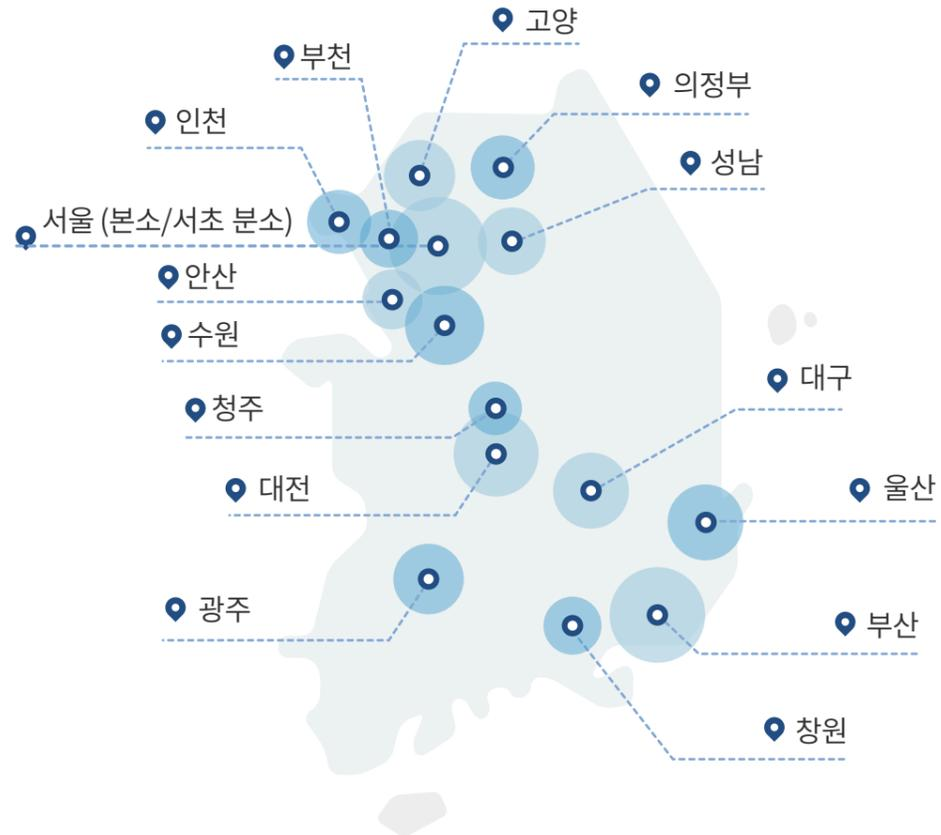 고양
부천
의정부
인천
성남
서울 (본소/서초 분소)
안산
수원
대구
청주
대전
울산
광주
부산
창원